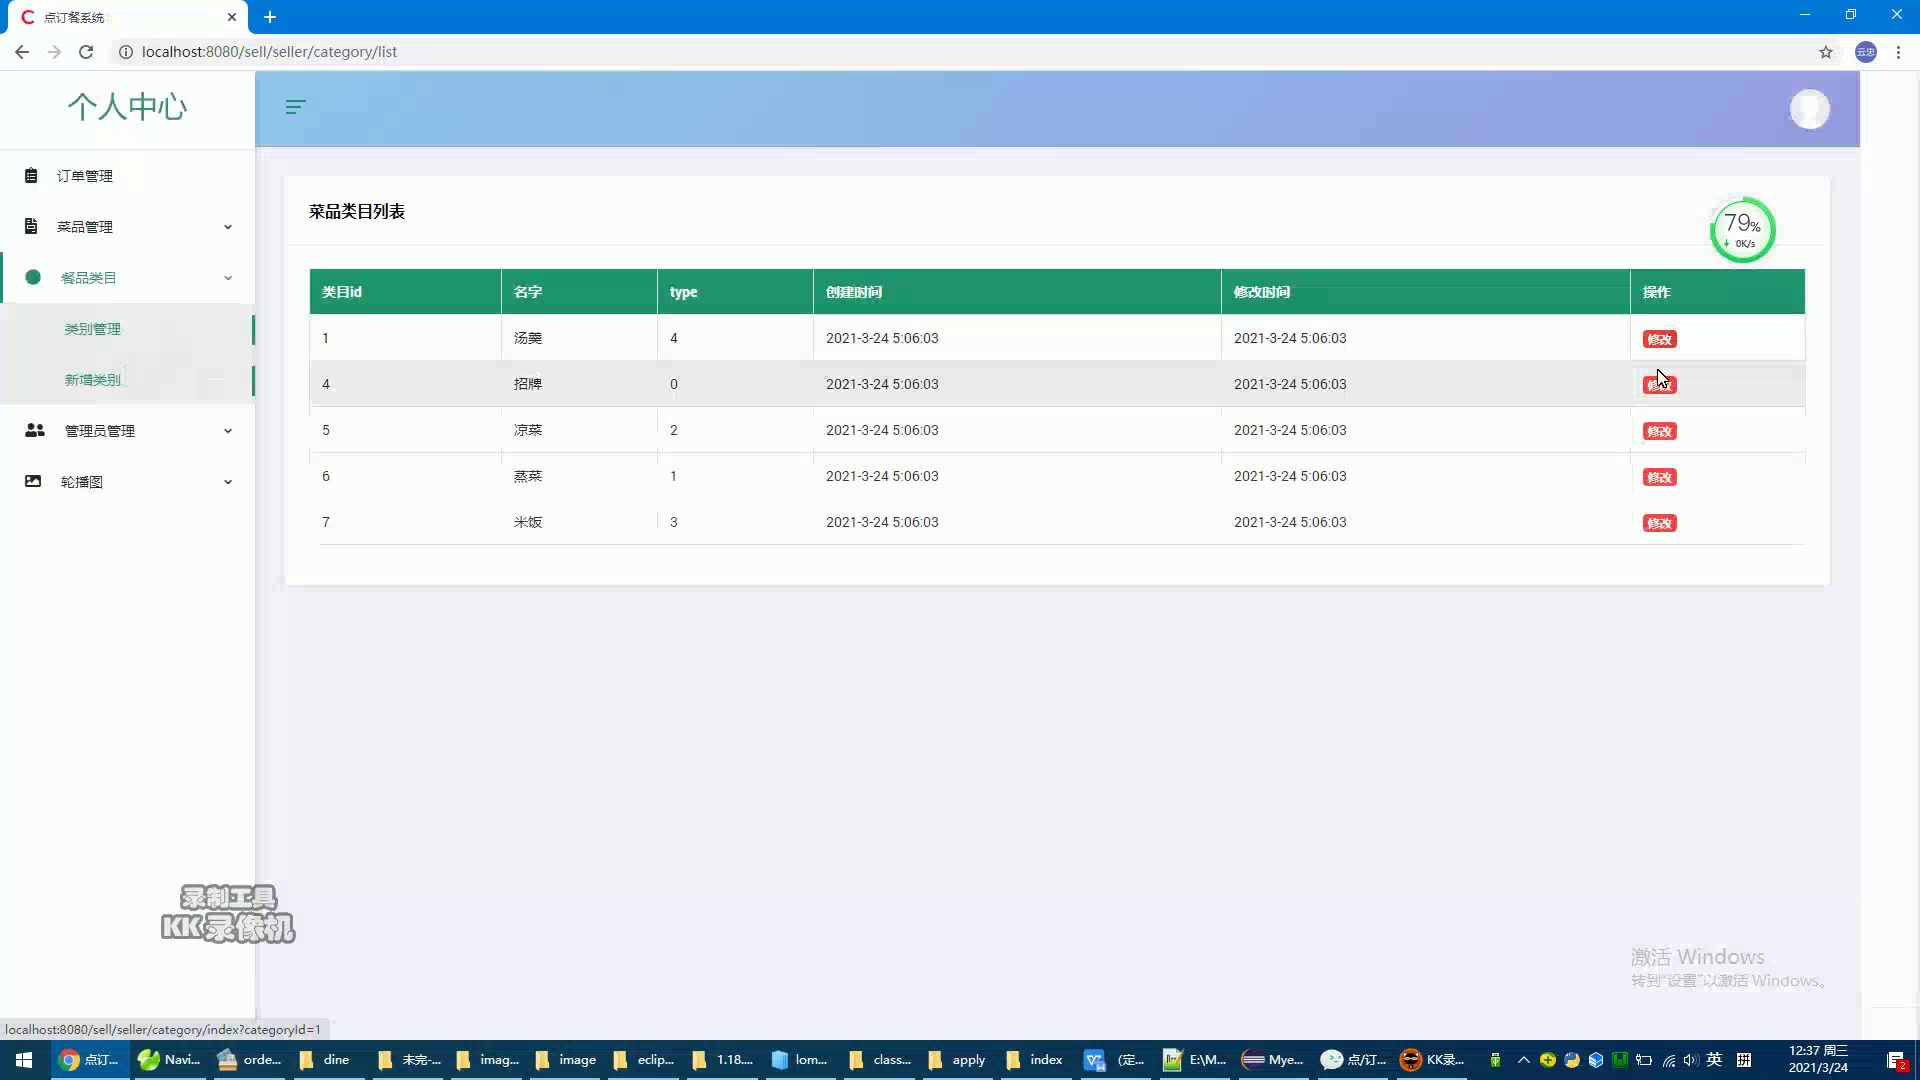 点订餐系统
localhost:8080/sell/seller/category/list
云忠
个人中心
订单管理
菜品管理
餐品类目
类别管理
新增类别
管理员管理
轮播图
菜品类目列表
79%
0K/s
类目id 名字 type 创建时间 修改时间 操作
1 汤羹 4 2021-3-24 5:06:03 2021-3-24 5:06:03 修改
4 招牌 0 2021-3-24 5:06:03 2021-3-24 5:06:03 修改
5 凉菜 2 2021-3-24 5:06:03 2021-3-24 5:06:03 修改
6 蒸菜 1 2021-3-24 5:06:03 2021-3-24 5:06:03 修改
7 米饭 3 2021-3-24 5:06:03 2021-3-24 5:06:03 修改
录制工具
KK录像机
激活 Windows
转到“设置”以激活 Windows。
localhost:8080/sell/seller/category/index?categoryId=1
点订... Navi... orde... dine 未完-... imag... image eclip... 1.18.... lom... class... apply index (定... E:\M... Mye... 点/订... KK录... 英 12:37 周三
2021/3/24 2